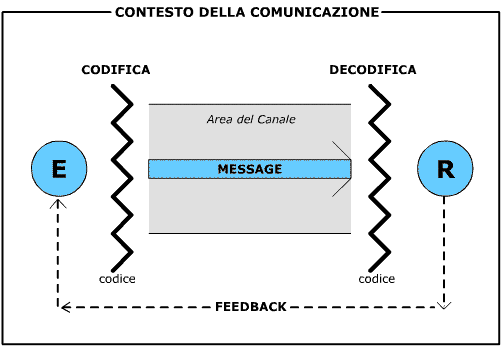 CONTESTO DELLA COMUNICAZIONE
CODIFICA
DECODIFICA
Area del Canale
E
MESSAGE
R
codice
codice
FEEDBACK